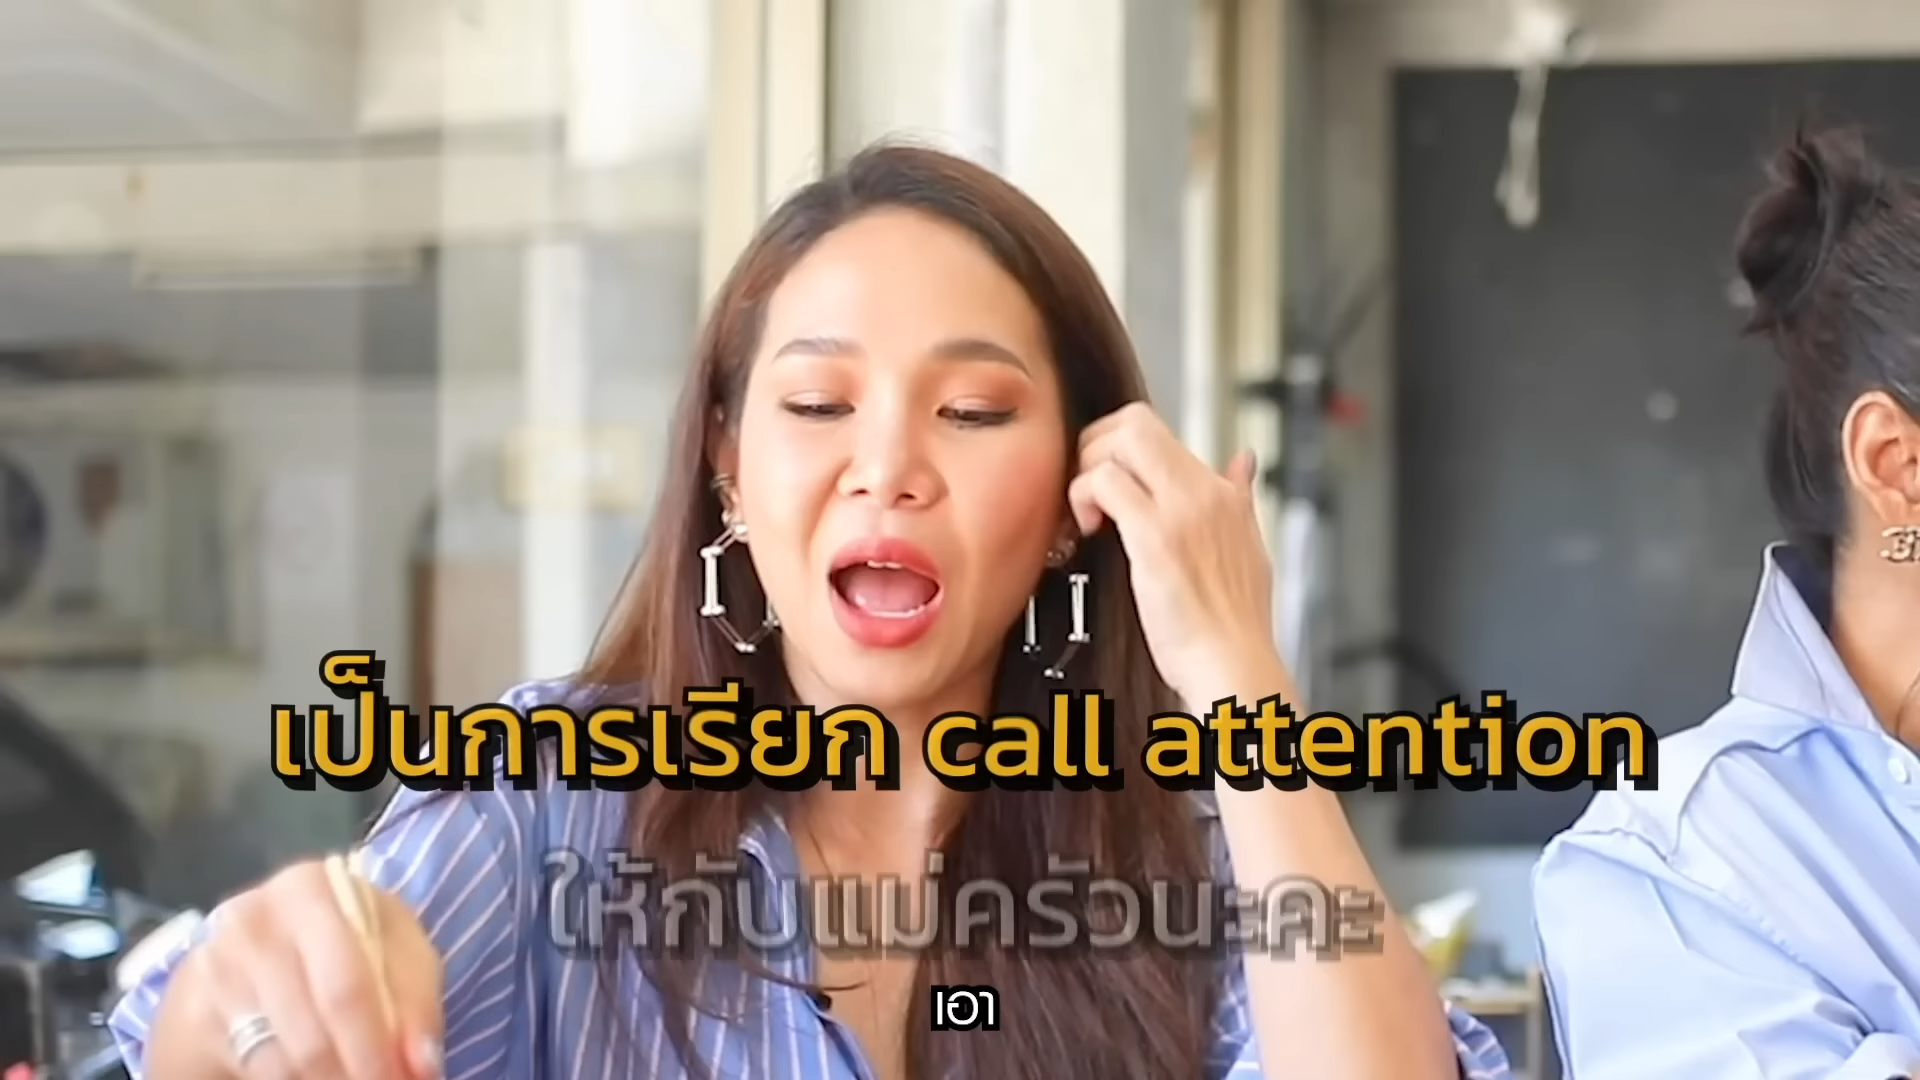 เป็นการเรียก call attention
ให้กับแม่ครัวนะคะ
เอา